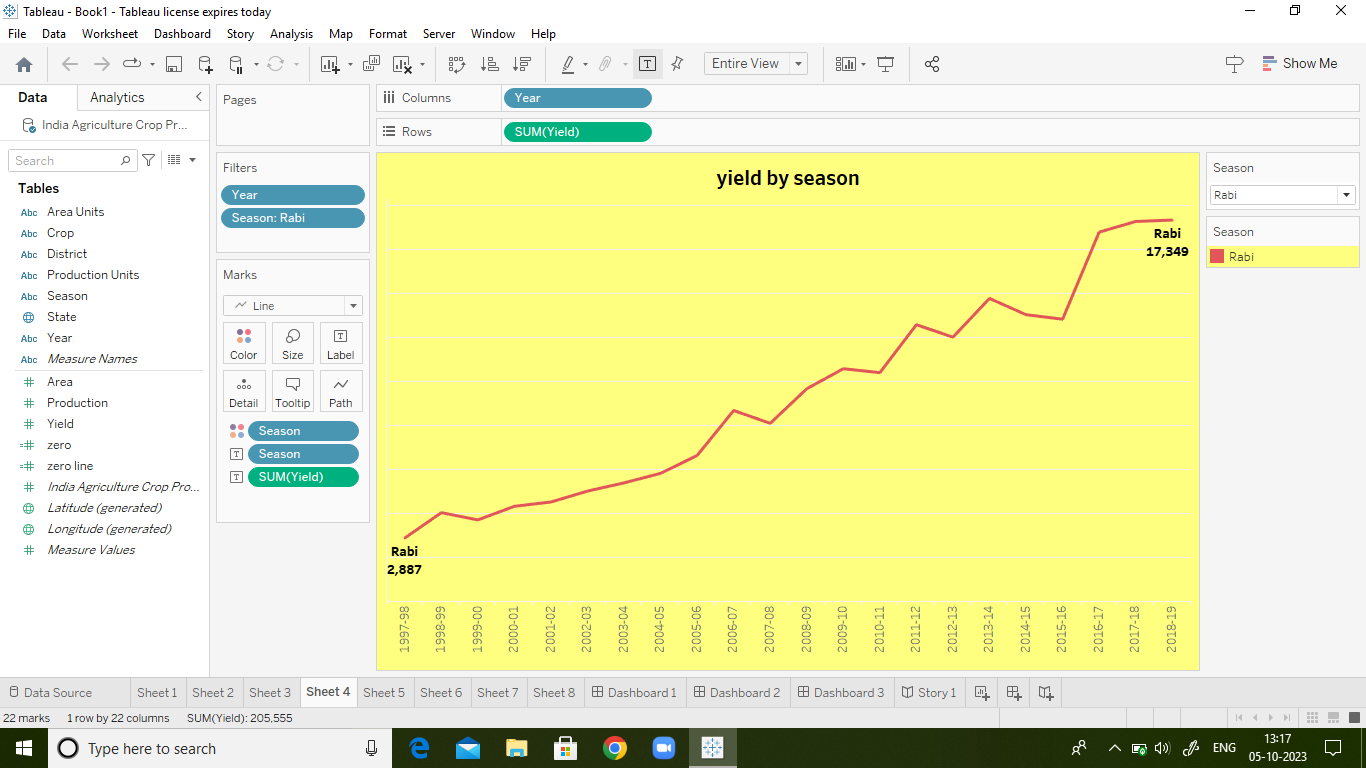 Tableau - Book1 - Tableau license expires today
File Data Worksheet Dashboard Story Analysis Map Format Server Window Help
Entire View
Show Me
Data Analytics
India Agriculture Crop Pr...
Search
Tables
Abc Area Units
Abc Crop
Abc District
Abc Production Units
Abc Season
State
Abc Year
Abc Measure Names
# Area
# Production
# Yield
=# zero
=# zero line
# India Agriculture Crop Pro...
Latitude (generated)
Longitude (generated)
# Measure Values
Pages
Filters
Year
Season: Rabi
Marks
Line
Color Size Label
Detail Tooltip Path
Season
Season
SUM(Yield)
Columns Year
Rows SUM(Yield)
yield by season
Rabi
17,349
Rabi
2,887
1997-98
1998-99
1999-00
2000-01
2001-02
2002-03
2003-04
2004-05
2005-06
2006-07
2007-08
2008-09
2009-10
2010-11
2011-12
2012-13
2013-14
2014-15
2015-16
2016-17
2017-18
2018-19
Season
Rabi
Season
Rabi
Data Source Sheet 1 Sheet 2 Sheet 3 Sheet 4 Sheet 5 Sheet 6 Sheet 7 Sheet 8 Dashboard 1 Dashboard 2 Dashboard 3 Story 1
22 marks 1 row by 22 columns SUM(Yield): 205,555
Type here to search
ENG
13:17
05-10-2023